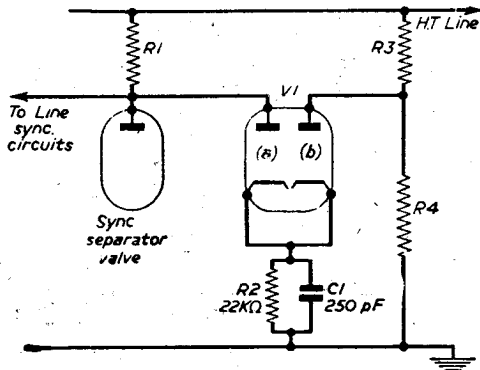 H.T Line
R1
R3
V1
To Line
sync.
circuits
(a)
(b)
Sync
separator
valve
R4
R2
22KΩ
C1
250 pF